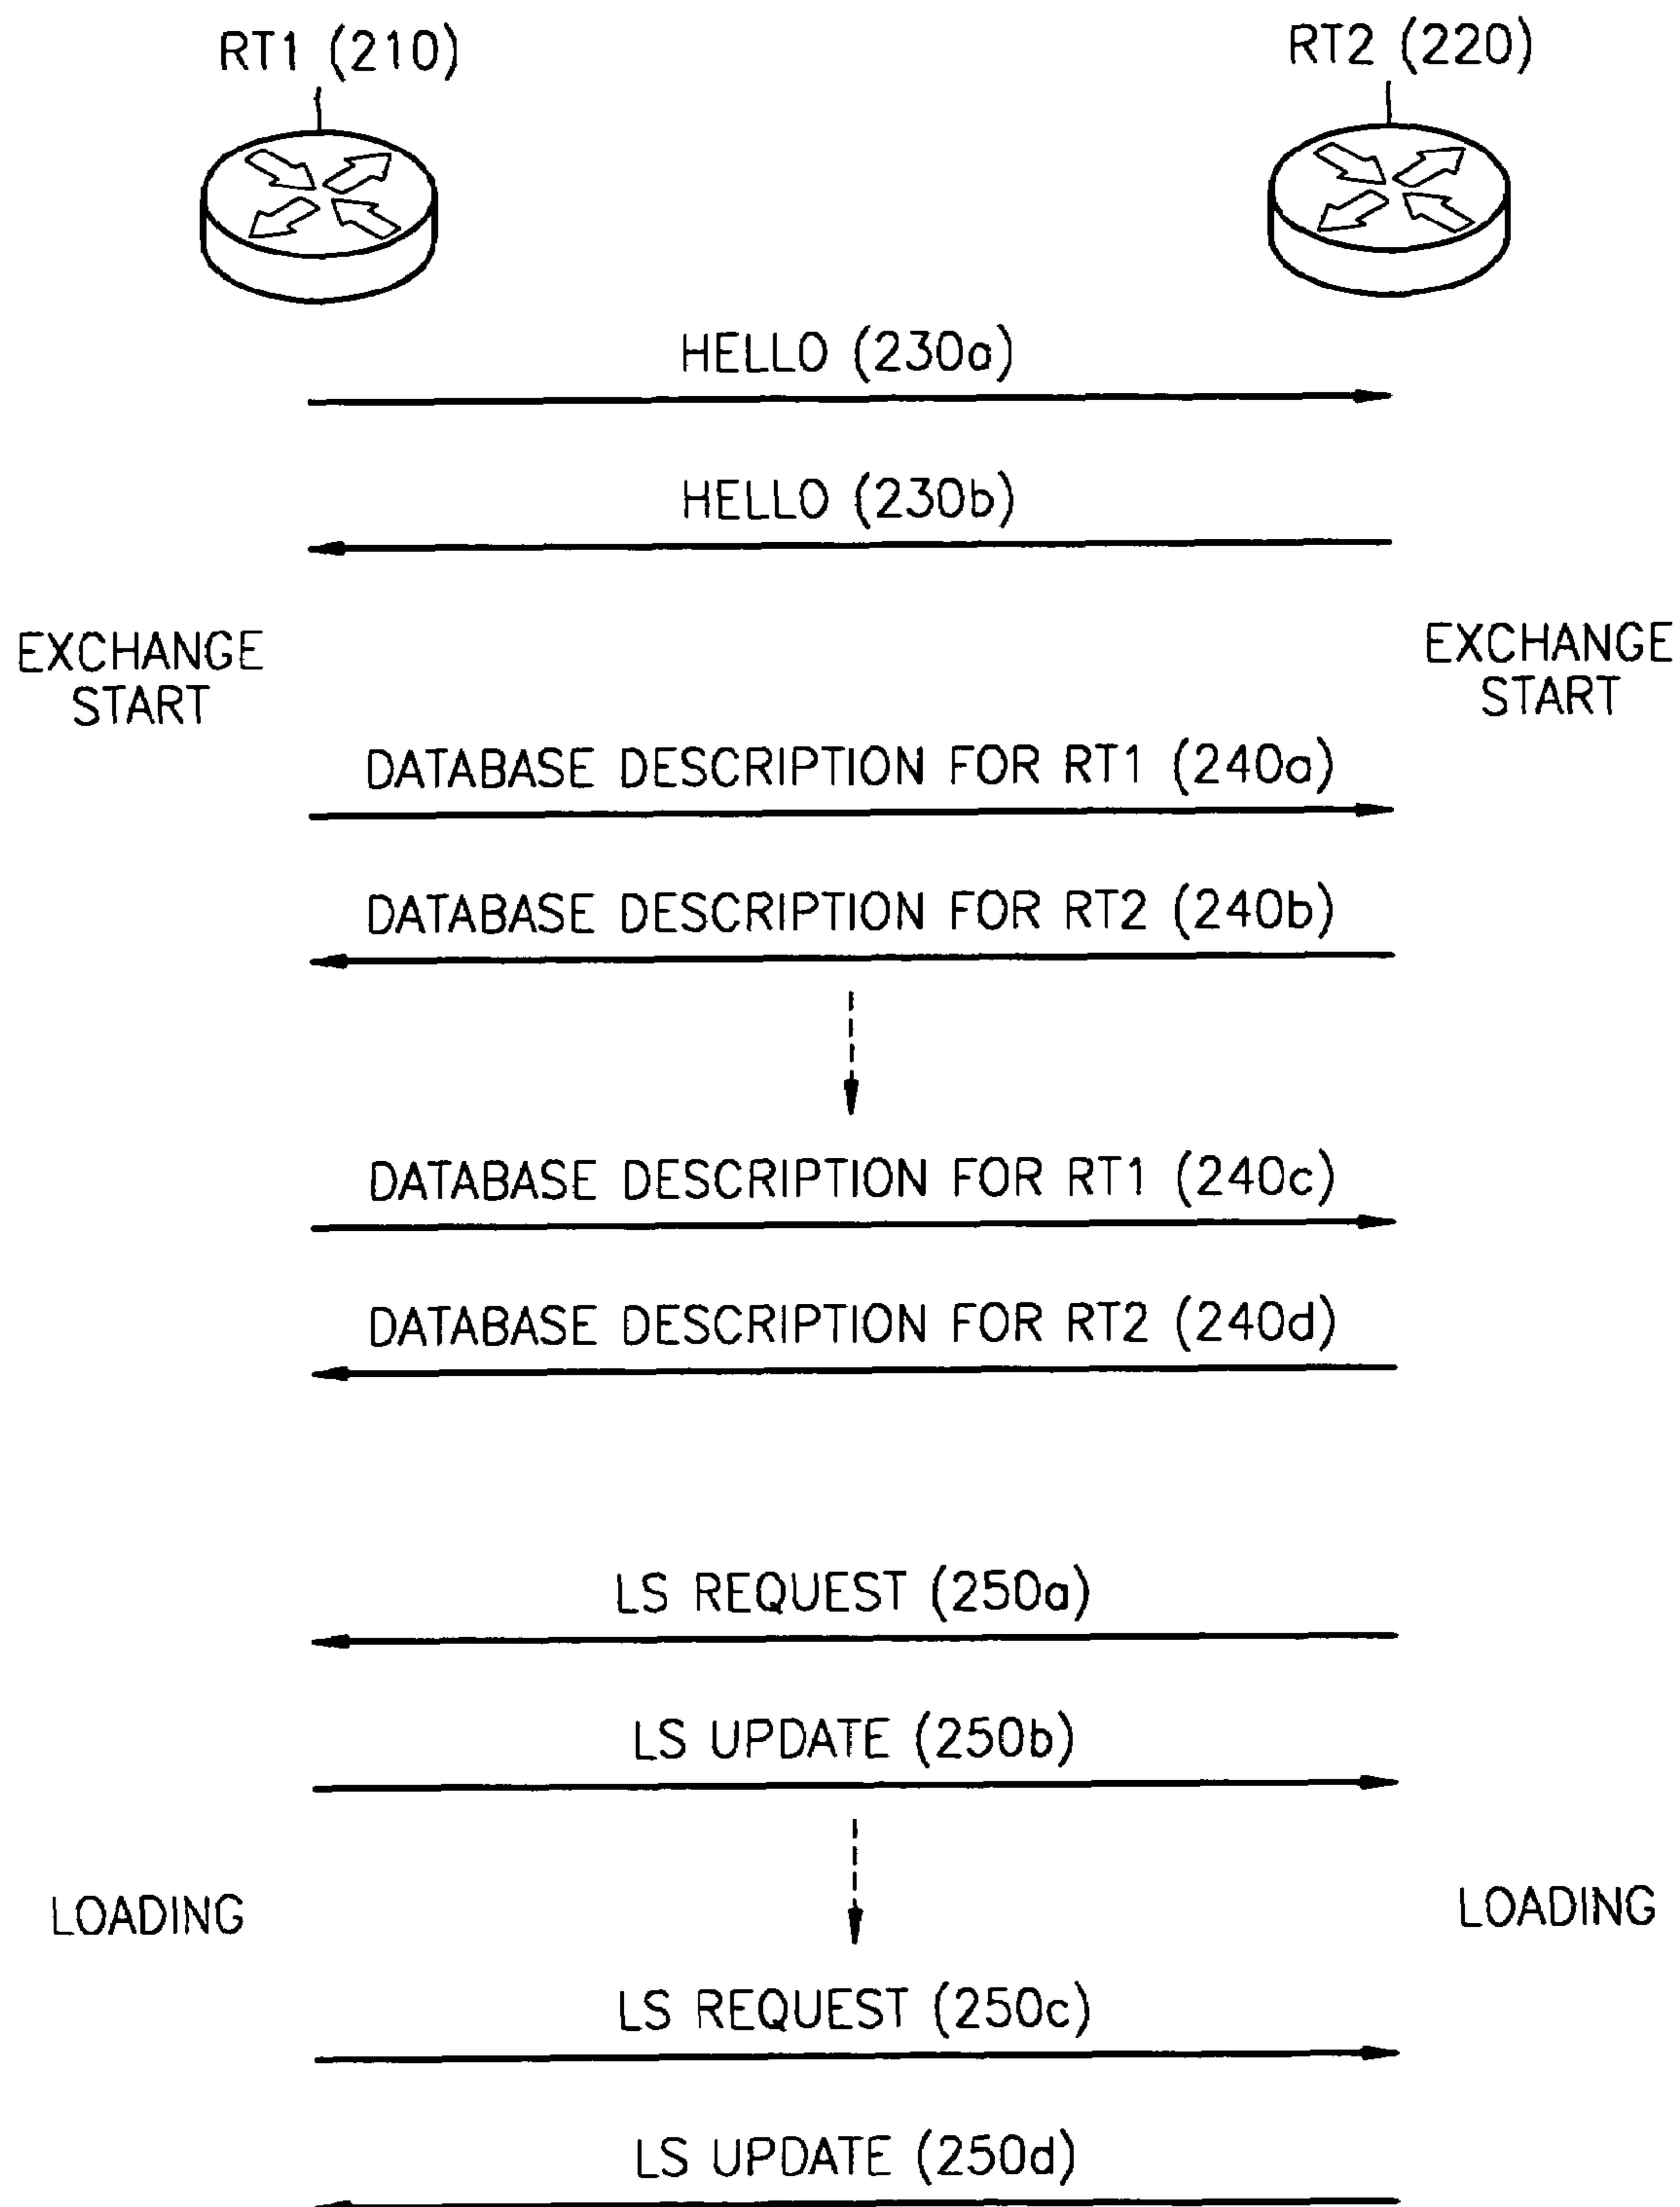 RT1 (210)
RT2 (220)
HELLO (230a)
HELLO (230b)
EXCHANGE
START
EXCHANGE
START
DATABASE DESCRIPTION FOR RT1 (240a)
DATABASE DESCRIPTION FOR RT2 (240b)
DATABASE DESCRIPTION FOR RT1 (240c)
DATABASE DESCRIPTION FOR RT2 (240d)
LS REQUEST (250a)
LS UPDATE (250b)
LOADING
LOADING
LS REQUEST (250c)
LS UPDATE (250d)